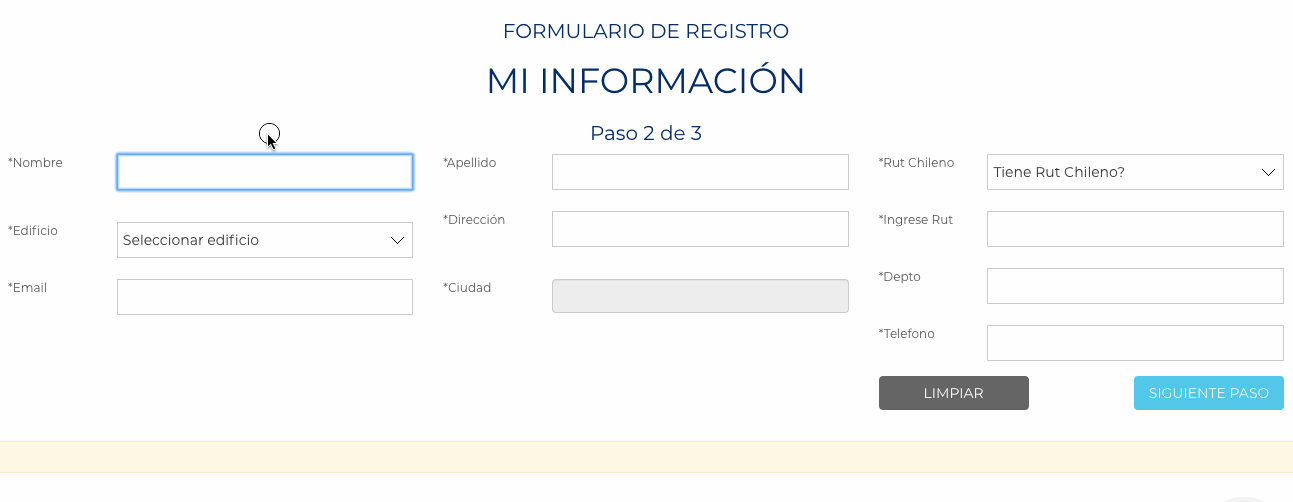 FORMULARIO DE REGISTRO
MI INFORMACIÓN
Paso 2 de 3
*Nombre
*Apellido
*Rut Chileno
Tiene Rut Chileno?
*Edificio
Seleccionar edificio
*Dirección
*Ingrese Rut
*Email
*Ciudad
*Depto
*Telefono
LIMPIAR
SIGUIENTE PASO